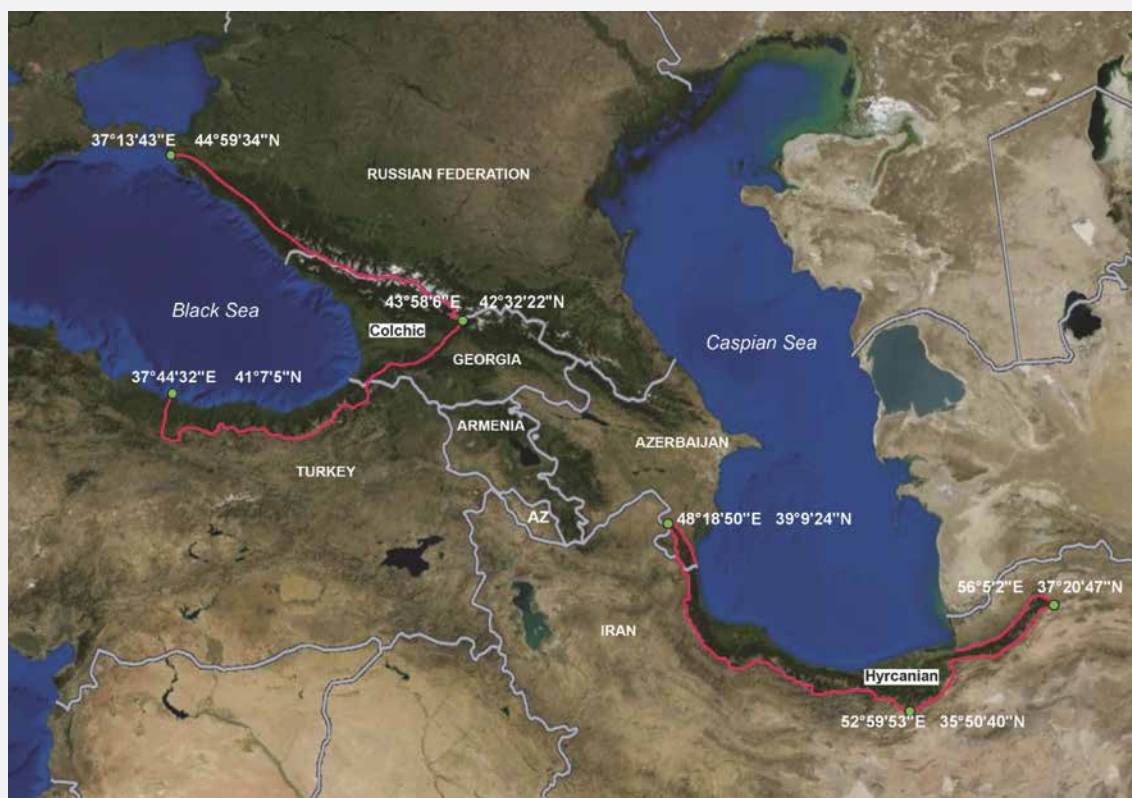 37°13'43"E 44°59'34"N
RUSSIAN FEDERATION
43°58'6"E 42°32'22"N
Black Sea
Colchic
Caspian Sea
GEORGIA
37°44'32"E 41°7'5"N
ARMENIA
AZERBAIJAN
TURKEY
AZ
48°18'50"E 39°9'24"N
56°5'2"E 37°20'47"N
IRAN
Hyrcanian
52°59'53"E 35°50'40"N